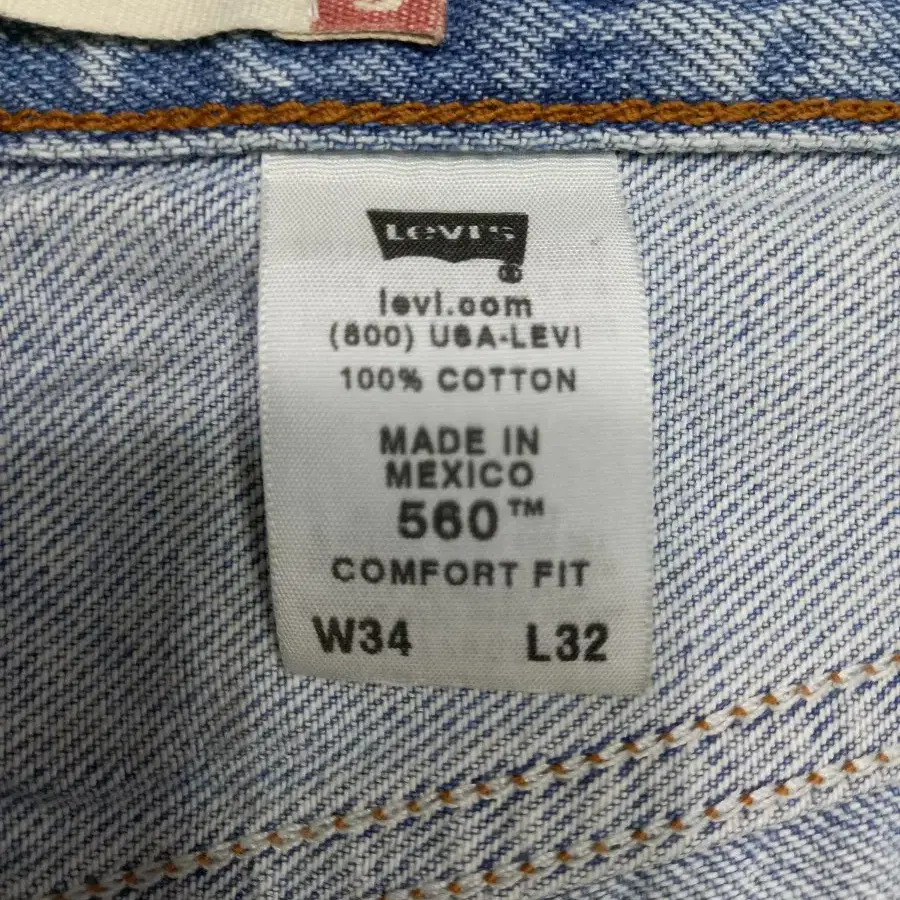 LEVI'S
®
levi.com
(800) USA-LEVI
100% COTTON
MADE IN
MEXICO
560™
COMFORT FIT
W34 L32